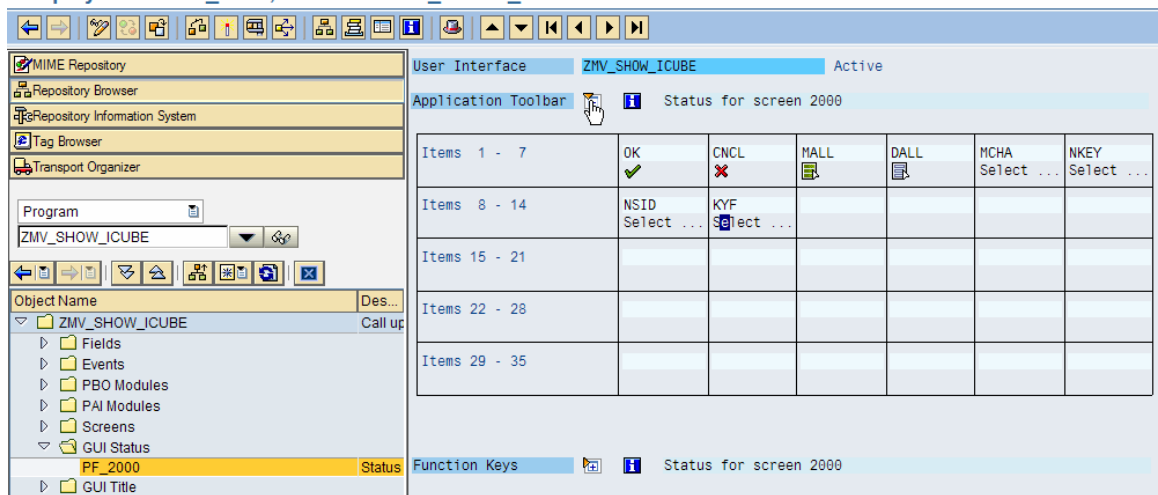 MIME Repository
Repository Browser
Repository Information System
Tag Browser
Transport Organizer
Program
ZMV_SHOW_ICUBE
Object Name Des...
ZMV_SHOW_ICUBE Call up
Fields
Events
PBO Modules
PAI Modules
Screens
GUI Status
PF_2000 Status
GUI Title
User Interface ZMV_SHOW_ICUBE Active
Application Toolbar Status for screen 2000
Items 1 - 7 OK CNCL MALL DALL MCHA NKEY
Select ... Select ...
Items 8 - 14 NSID KYF
Select ... Select ...
Items 15 - 21
Items 22 - 28
Items 29 - 35
Function Keys Status for screen 2000